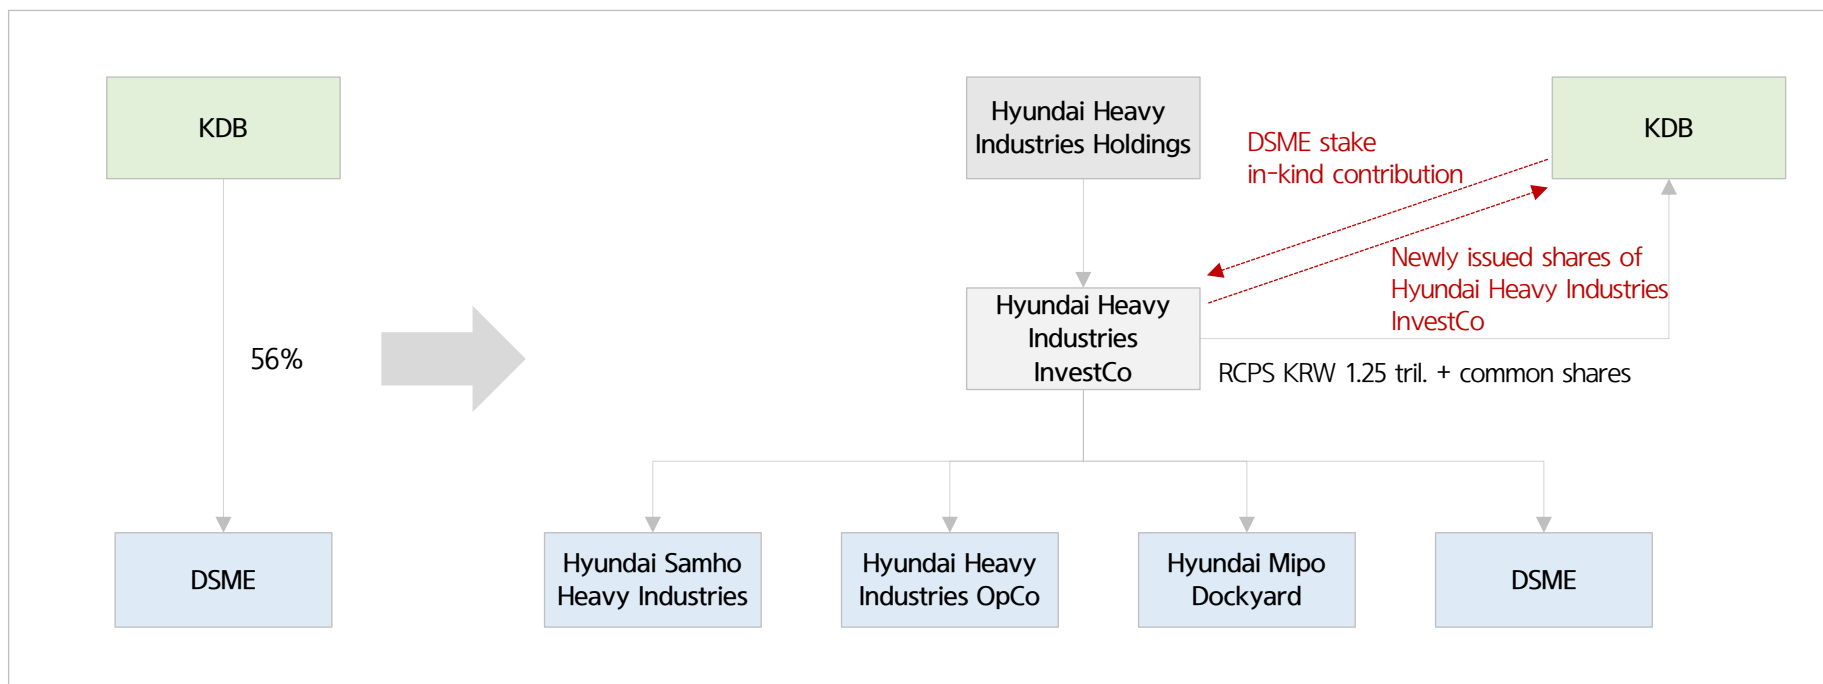 KDB
56%
DSME
Hyundai Heavy
Industries Holdings
KDB
DSME stake
in-kind contribution
Newly issued shares of
Hyundai Heavy Industries
InvestCo
Hyundai Heavy
Industries
InvestCo
RCPS KRW 1.25 tril. + common shares
Hyundai Samho
Heavy Industries
Hyundai Heavy
Industries OpCo
Hyundai Mipo
Dockyard
DSME